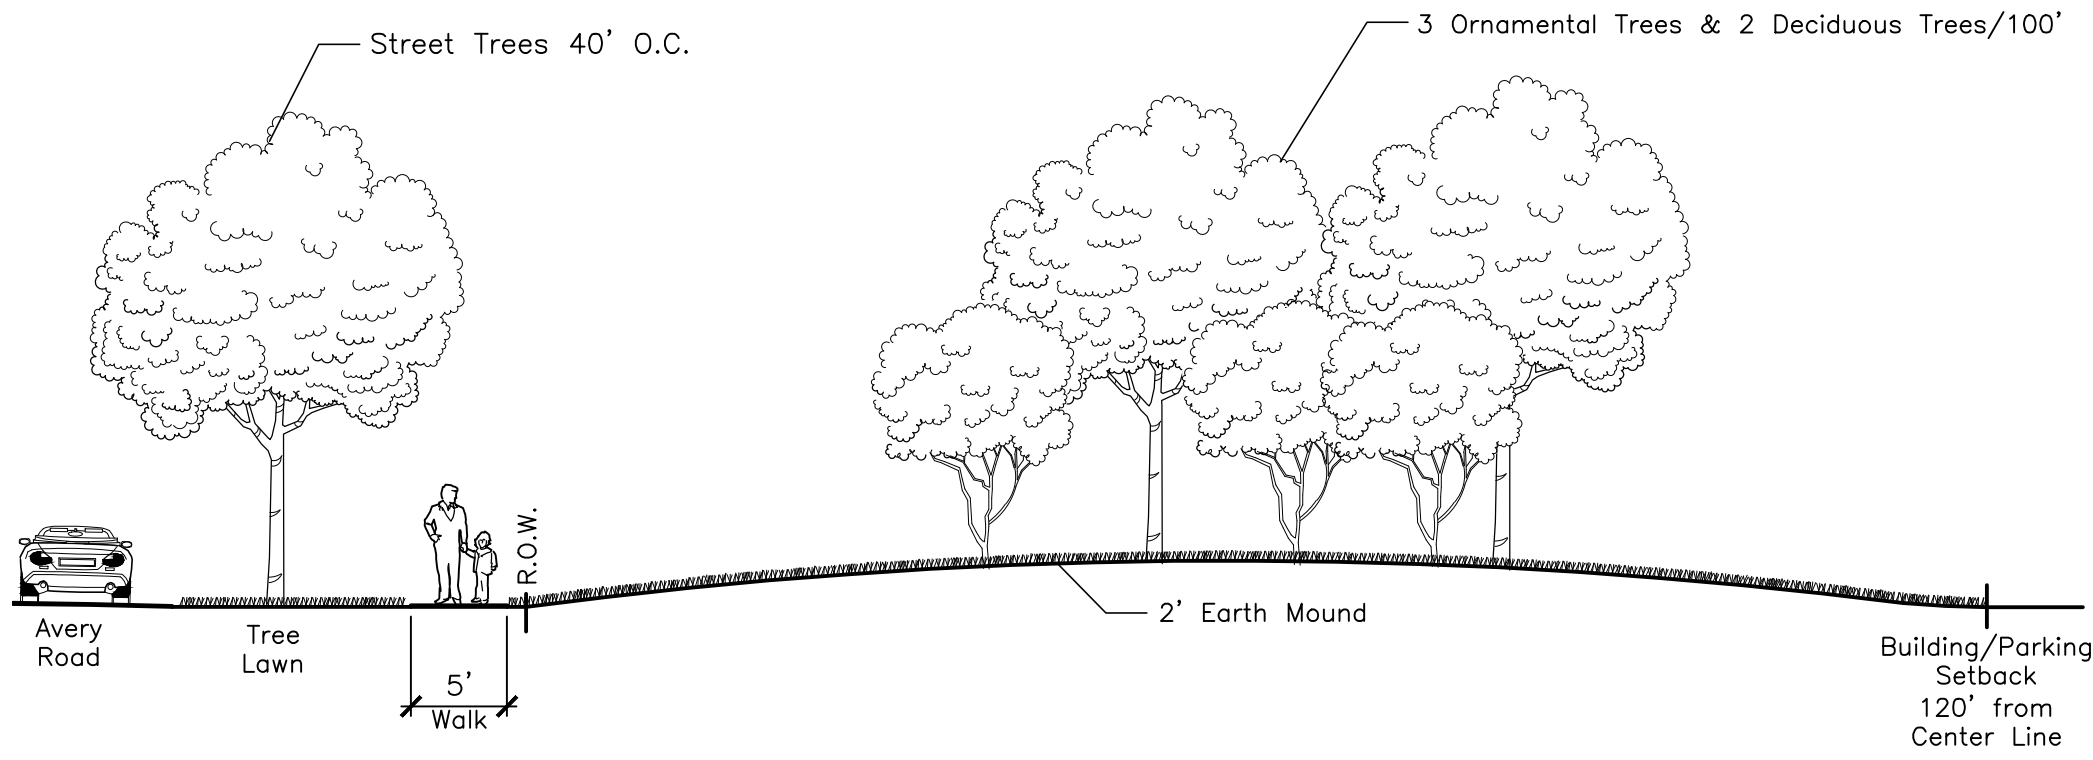 Street Trees 40' O.C.
3 Ornamental Trees & 2 Deciduous Trees/100'
R.O.W.
2' Earth Mound
Avery
Road
Tree
Lawn
5'
Walk
Building/Parking
Setback
120' from
Center Line